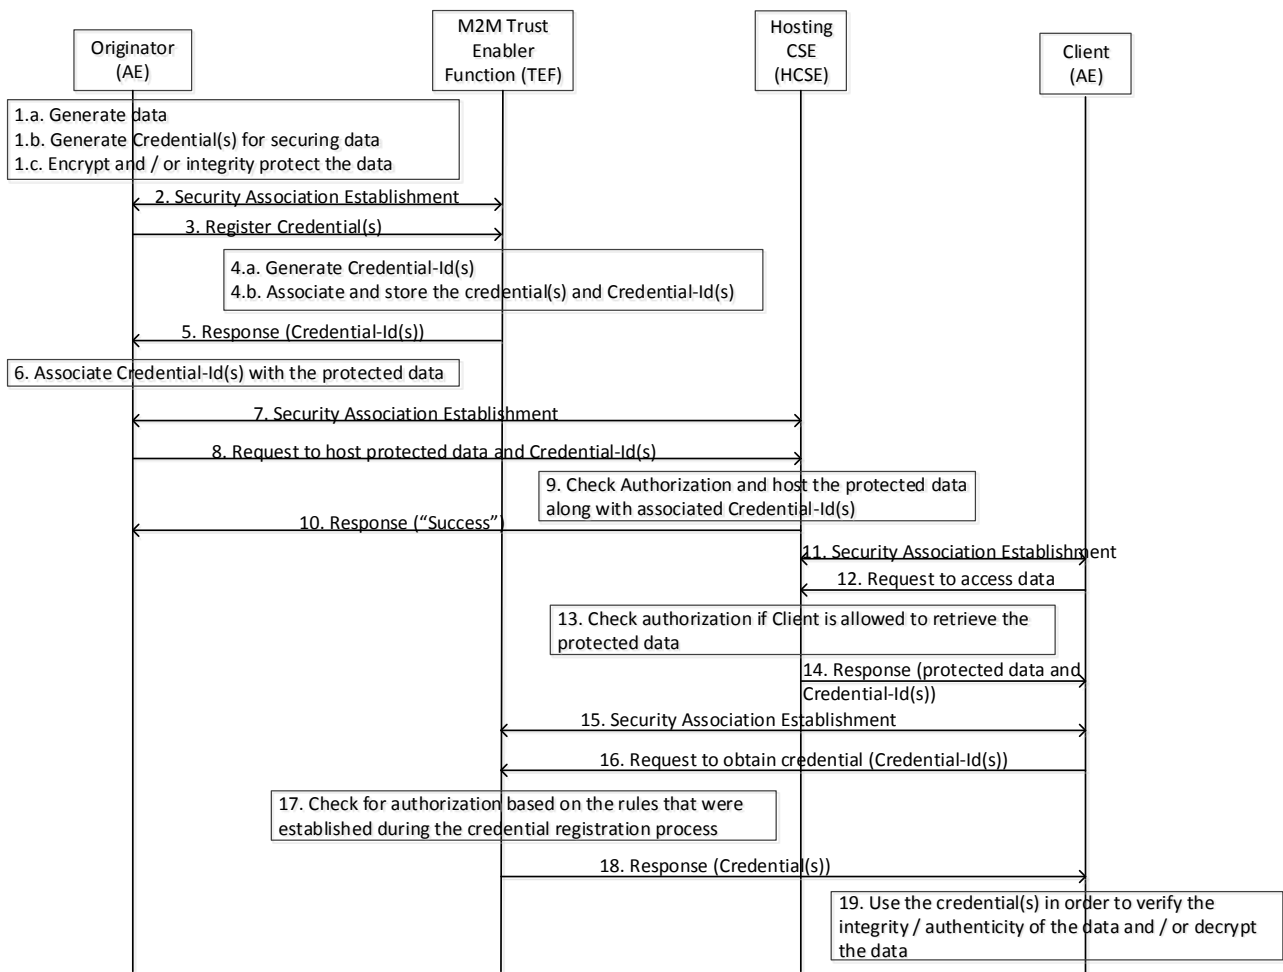 Originator
(AE)
M2M Trust
Enabler
Function (TEF)
Hosting
CSE
(HCSE)
Client
(AE)
1.a. Generate data
1.b. Generate Credential(s) for securing data
1.c. Encrypt and / or integrity protect the data
2. Security Association Establishment
3. Register Credential(s)
4.a. Generate Credential-Id(s)
4.b. Associate and store the credential(s) and Credential-Id(s)
5. Response (Credential-Id(s))
6. Associate Credential-Id(s) with the protected data
7. Security Association Establishment
8. Request to host protected data and Credential-Id(s)
9. Check Authorization and host the protected data
along with associated Credential-Id(s)
10. Response (“Success”)
11. Security Association Establishment
12. Request to access data
13. Check authorization if Client is allowed to retrieve the
protected data
14. Response (protected data and
Credential-Id(s))
15. Security Association Establishment
16. Request to obtain credential (Credential-Id(s))
17. Check for authorization based on the rules that were
established during the credential registration process
18. Response (Credential(s))
19. Use the credential(s) in order to verify the
integrity / authenticity of the data and / or decrypt
the data